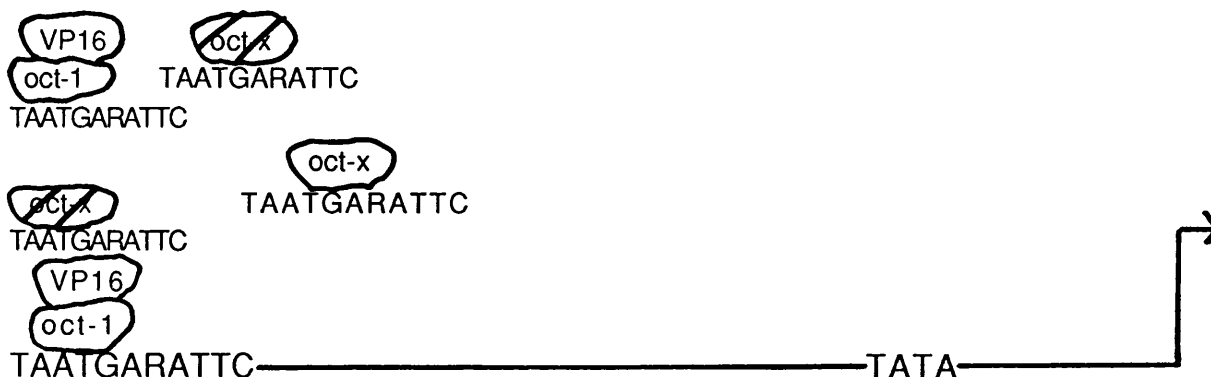 VP16
oct-x
oct-1
TAATGARATTC
TAATGARATTC
oct-x
TAATGARATTC
oct-x
TAATGARATTC
VP16
oct-1
TAATGARATTC TATA